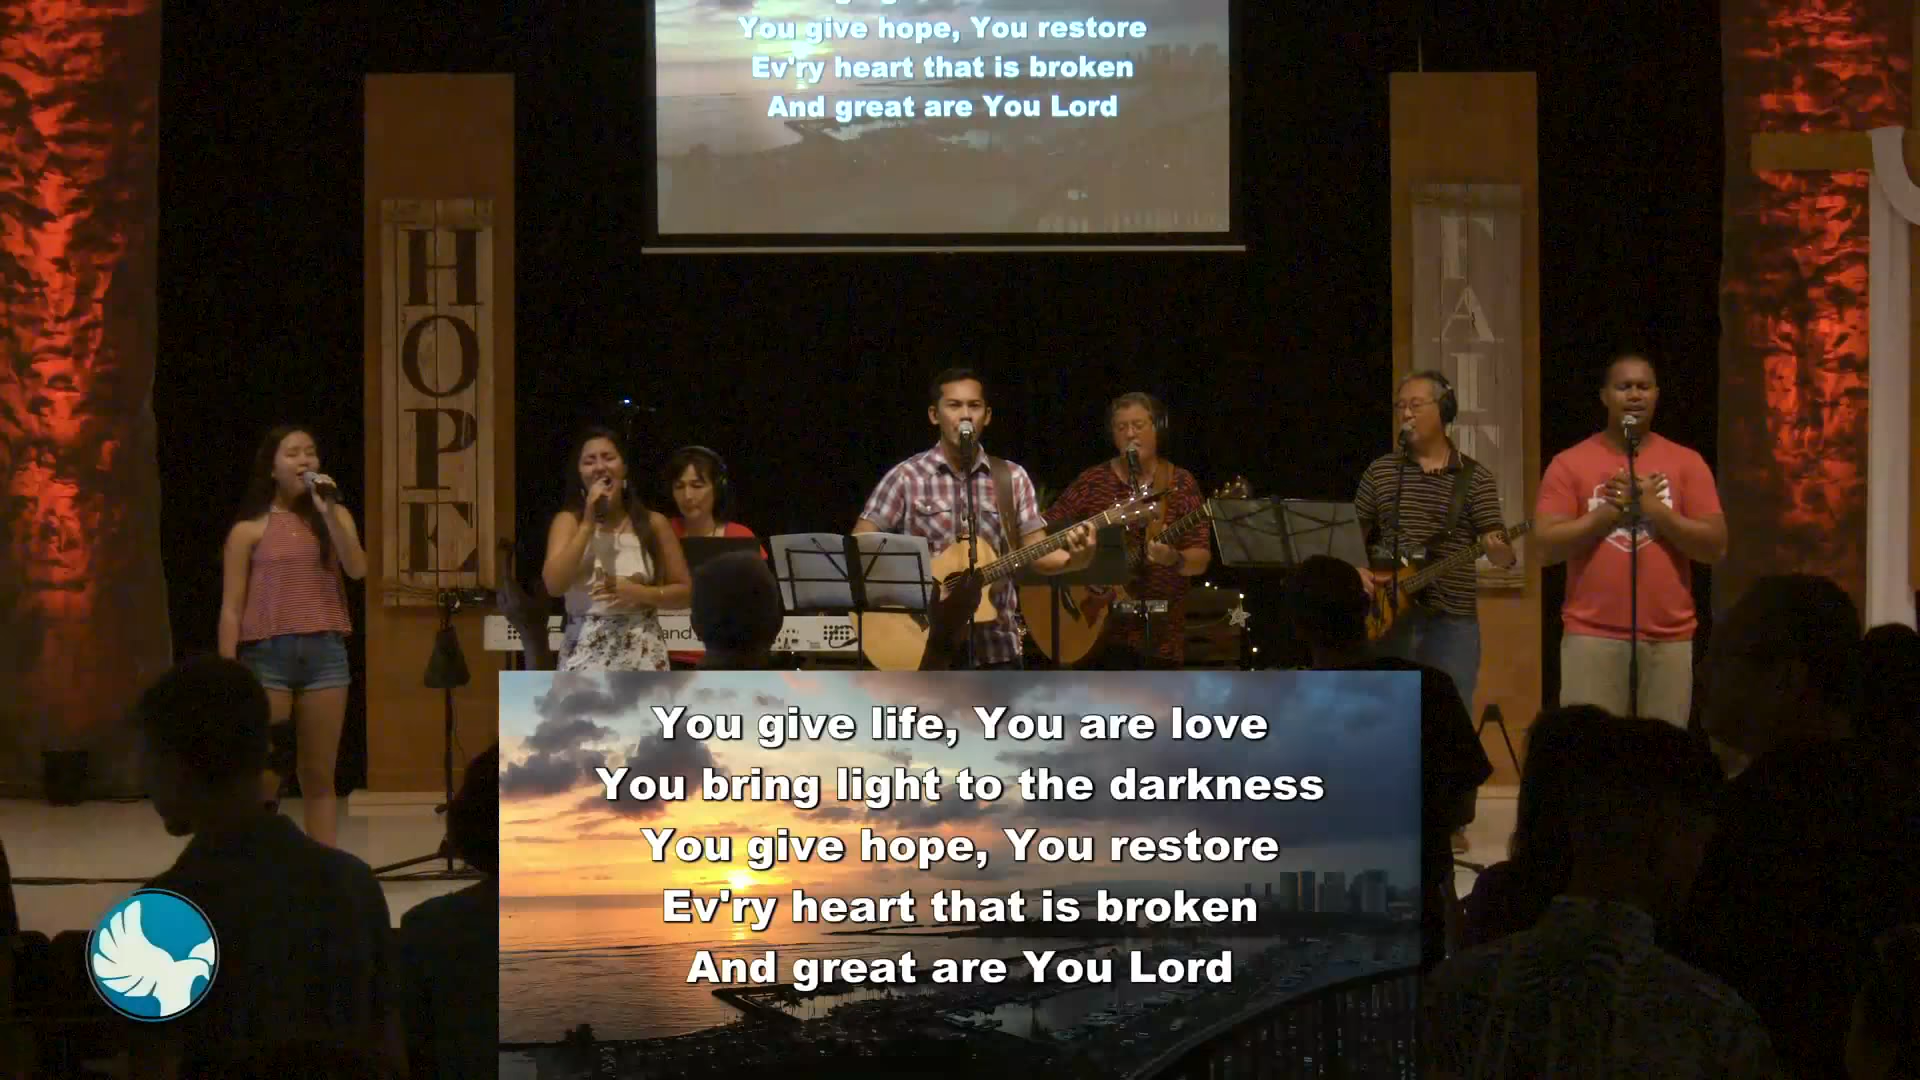 You give hope, You restore
Ev'ry heart that is broken
And great are You Lord
HOPE
FAIT
and
You give life, You are love
You bring light to the darkness
You give hope, You restore
Ev'ry heart that is broken
And great are You Lord